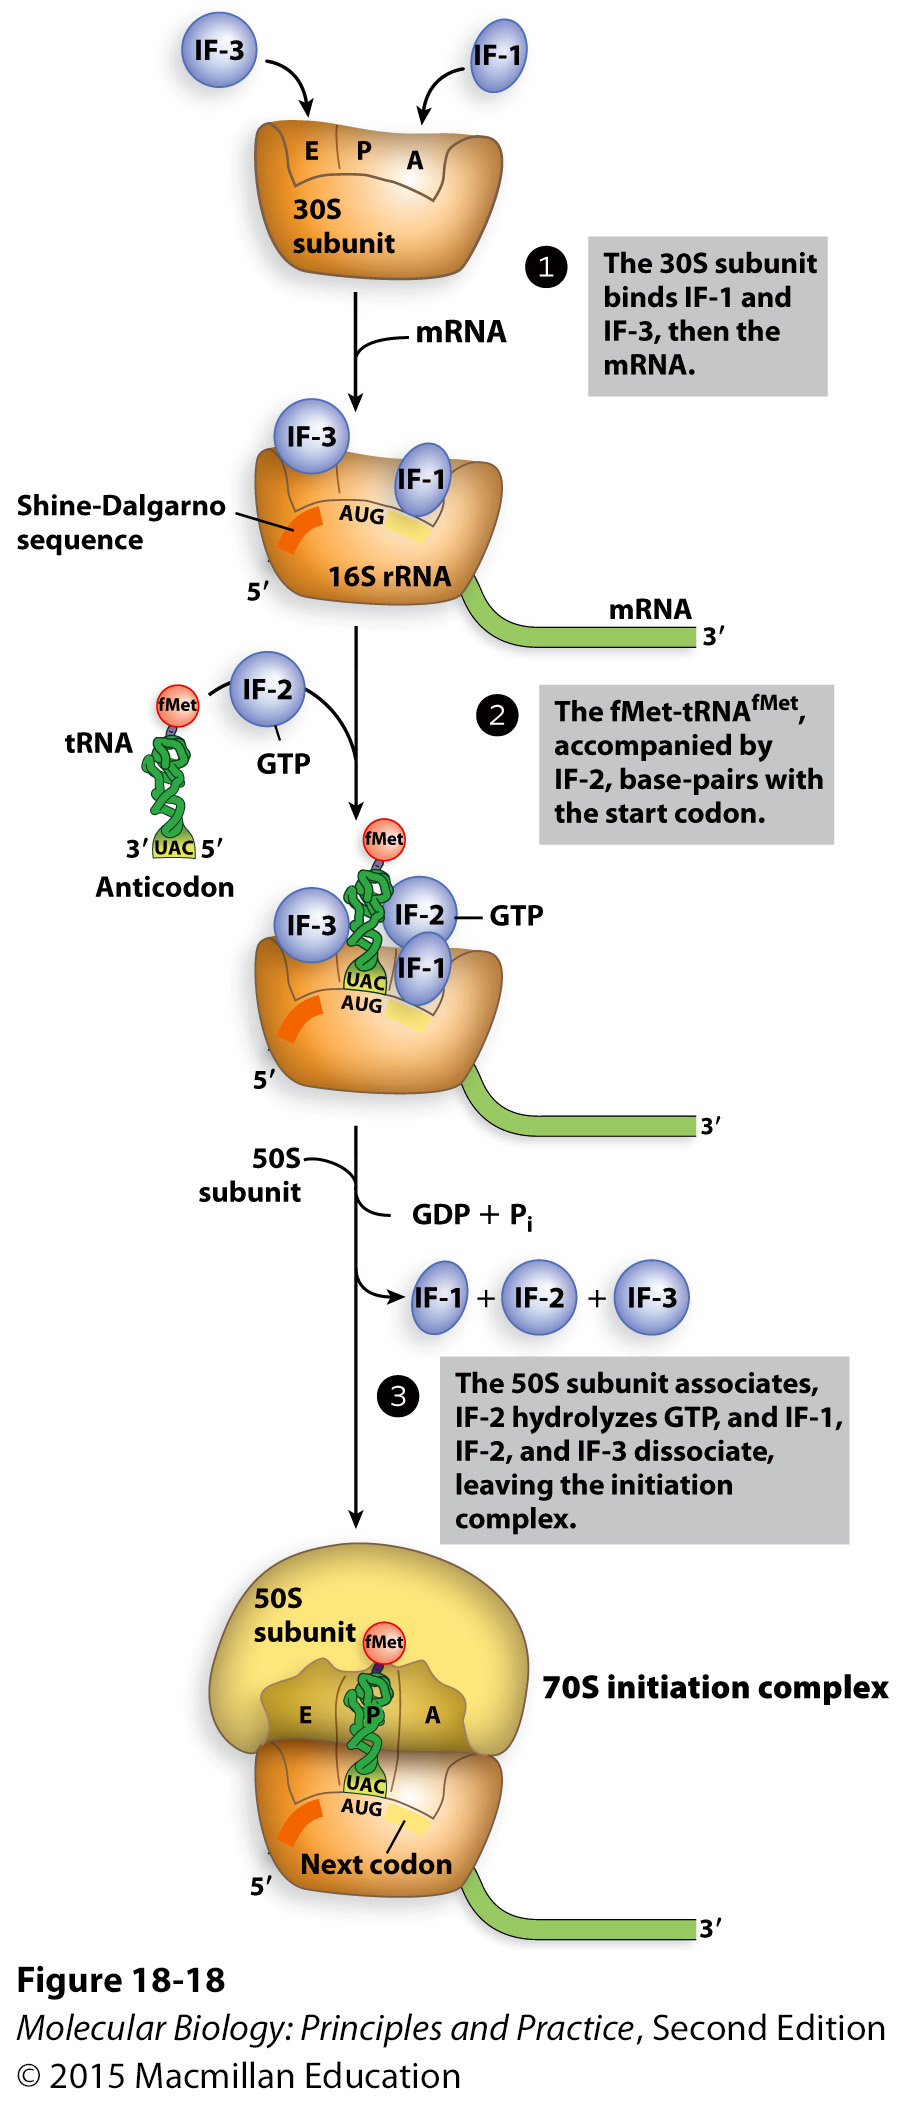 IF-3
IF-1
E
P
A
30S
subunit
1
The 30S subunit
binds IF-1 and
IF-3, then the
mRNA.
mRNA
IF-3
IF-1
Shine-Dalgarno
sequence
AUG
16S rRNA
5′
mRNA
3′
fMet
IF-2
GTP
tRNA
3′ UAC 5′
Anticodon
2
The fMet-tRNAfMet,
accompanied by
IF-2, base-pairs with
the start codon.
fMet
IF-3
IF-2
GTP
IF-1
UAC
AUG
5′
3′
50S
subunit
GDP + Pi
IF-1 + IF-2 + IF-3
3
The 50S subunit associates,
IF-2 hydrolyzes GTP, and IF-1,
IF-2, and IF-3 dissociate,
leaving the initiation
complex.
50S
subunit
fMet
70S initiation complex
E
P
A
UAC
AUG
Next codon
5′
3′
Figure 18-18
Molecular Biology: Principles and Practice, Second Edition
© 2015 Macmillan Education